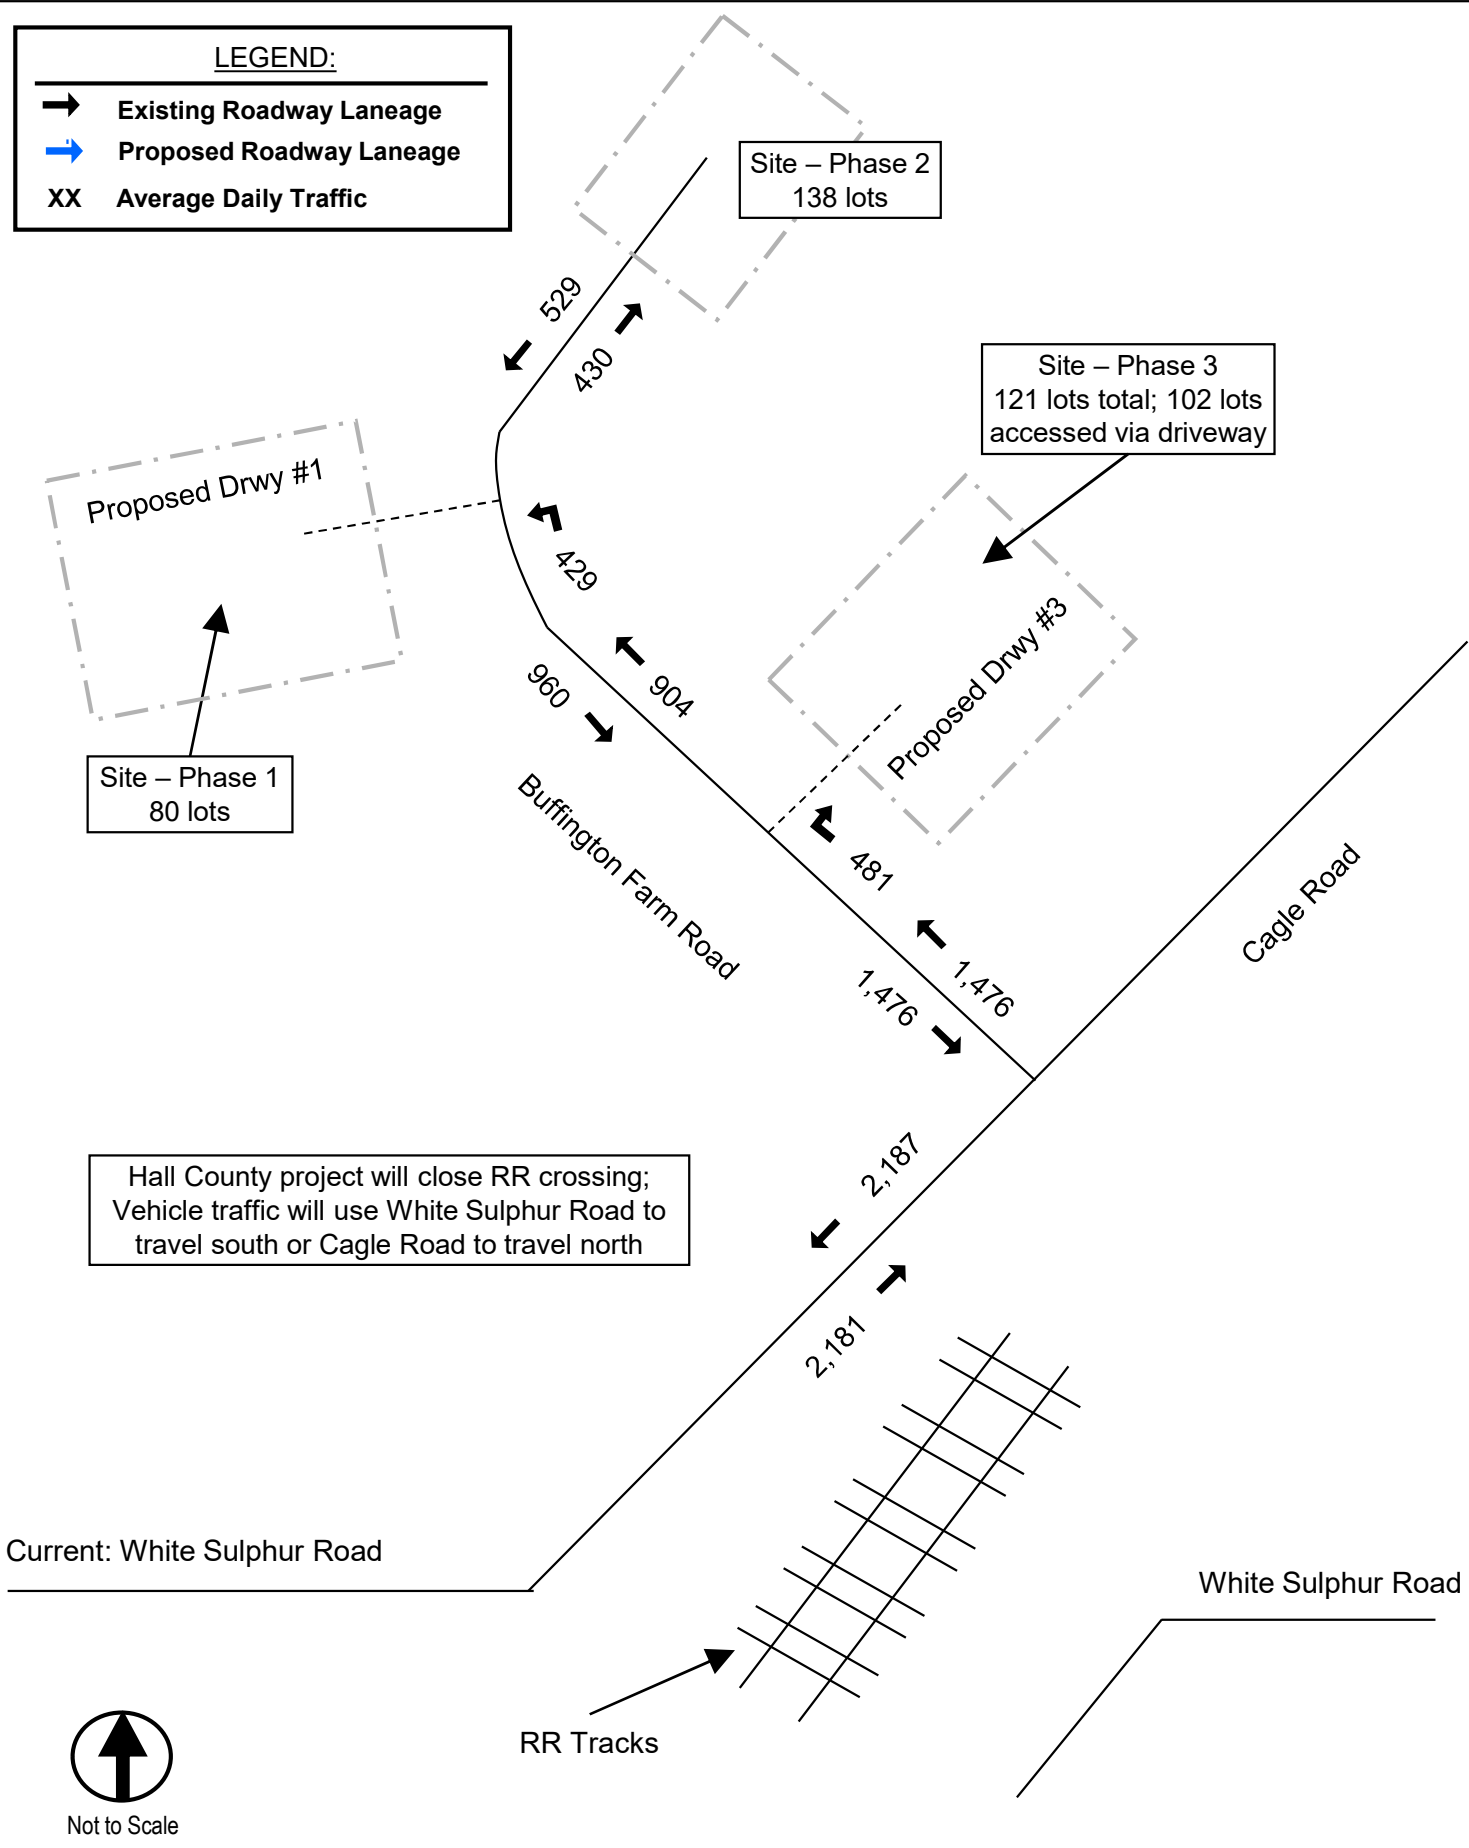 LEGEND:
Existing Roadway Laneage
Proposed Roadway Laneage
XX Average Daily Traffic
Site – Phase 2
138 lots
529
430
Site – Phase 3
121 lots total; 102 lots
accessed via driveway
Proposed Drwy #1
429
904
960
Proposed Drwy #3
Site – Phase 1
80 lots
481
Buffington Farm Road
Cagle Road
1,476
1,476
2,187
2,181
Hall County project will close RR crossing;
Vehicle traffic will use White Sulphur Road to
travel south or Cagle Road to travel north
Current: White Sulphur Road
White Sulphur Road
RR Tracks
Not to Scale